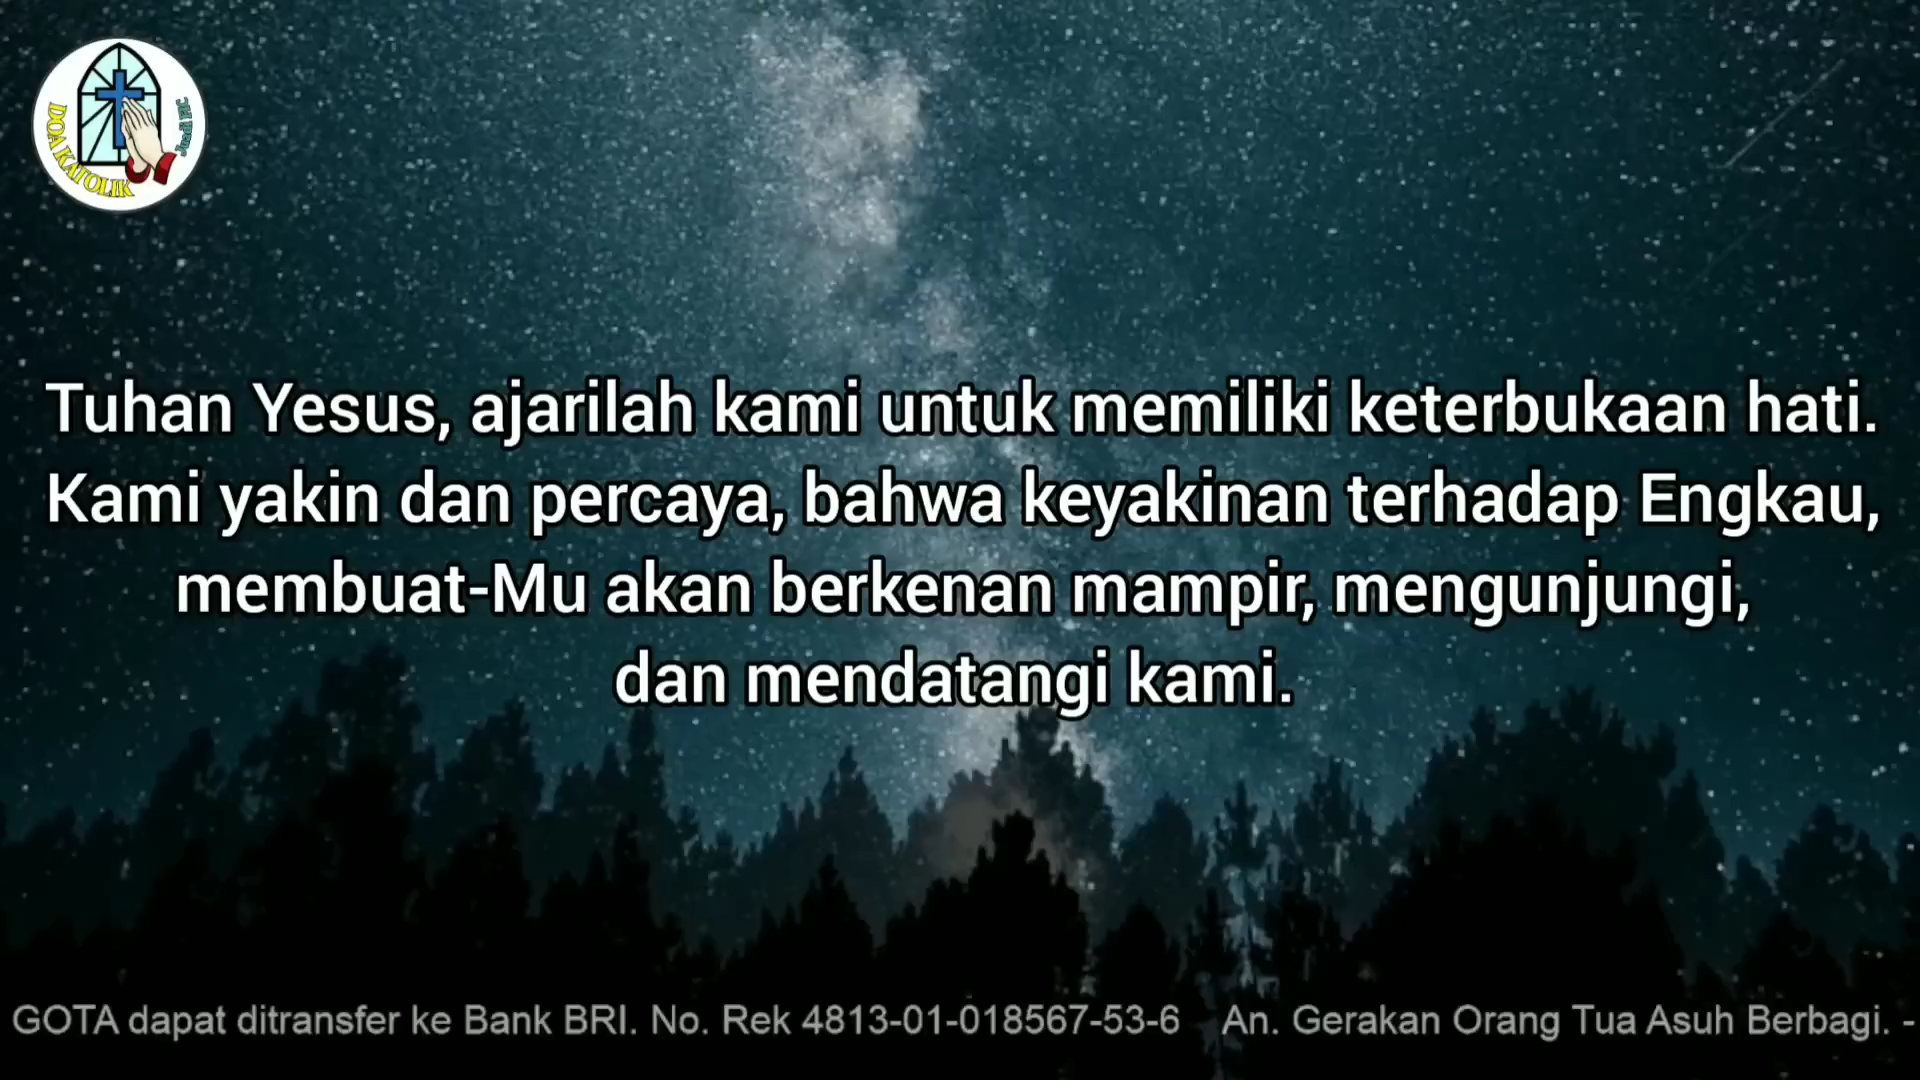 DOA KATOLIK
Tuhan Yesus, ajarilah kami untuk memiliki keterbukaan hati.
Kami yakin dan percaya, bahwa keyakinan terhadap Engkau,
membuat-Mu akan berkenan mampir, mengunjungi,
dan mendatangi kami.
GOTA dapat ditransfer ke Bank BRI. No. Rek 4813-01-018567-53-6 An. Gerakan Orang Tua Asuh Berbagi. -